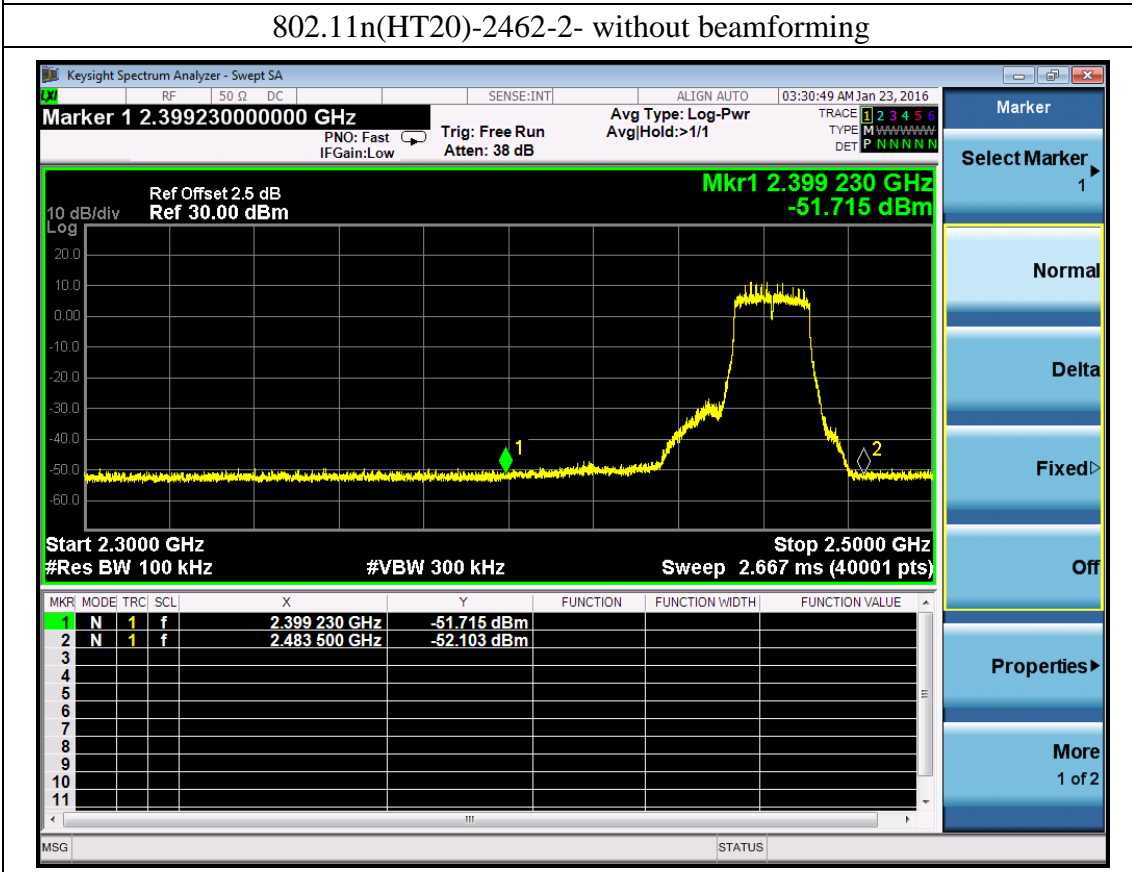 802.11n(HT20)-2462-2- without beamforming
Keysight Spectrum Analyzer - Swept SA
LXI RF 50 Ω DC SENSE:INT ALIGN AUTO 03:30:49 AM Jan 23, 2016
Marker 1 2.399230000000 GHz
PNO: Fast
IFGain:Low
Trig: Free Run
Atten: 38 dB
Avg Type: Log-Pwr
Avg|Hold:>1/1
TRACE 1 2 3 4 5 6
TYPE M WWWWW
DET P N N N N N
Marker
Select Marker
1
Normal
Delta
Fixed
Off
Properties
More
1 of 2
Mkr1 2.399 230 GHz
-51.715 dBm
Ref Offset 2.5 dB
10 dB/div Ref 30.00 dBm
Log
20.0
10.0
0.00
-10.0
-20.0
-30.0
-40.0
-50.0
-60.0
1
2
Start 2.3000 GHz Stop 2.5000 GHz
#Res BW 100 kHz #VBW 300 kHz Sweep 2.667 ms (40001 pts)
MKR MODE TRC SCL X Y FUNCTION FUNCTION WIDTH FUNCTION VALUE
1 N 1 f 2.399 230 GHz -51.715 dBm
2 N 1 f 2.483 500 GHz -52.103 dBm
3
4
5
6
7
8
9
10
11
MSG STATUS